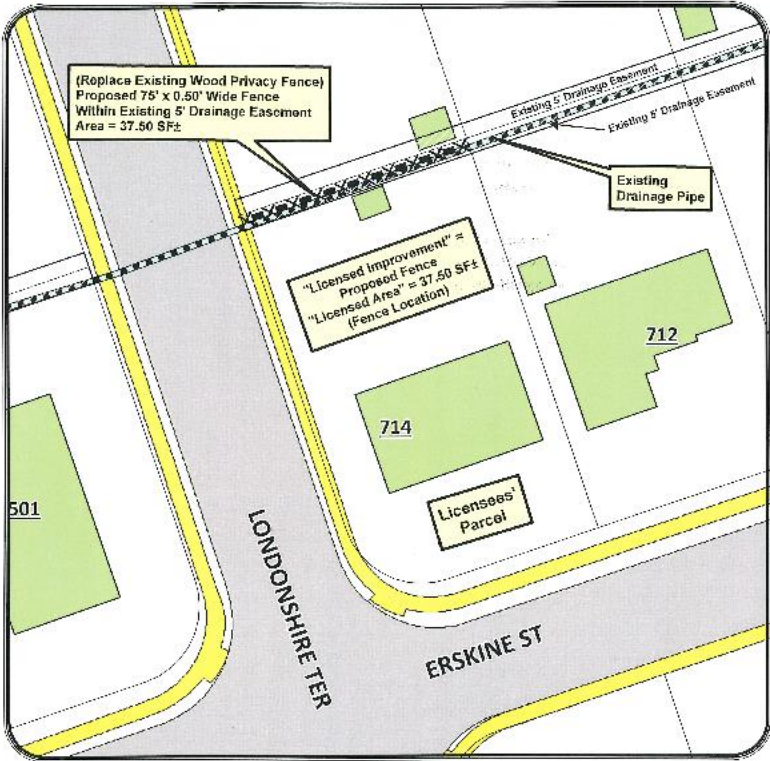 (Replace Existing Wood Privacy Fence)
Proposed 75' x 0.50' Wide Fence
Within Existing 5' Drainage Easement
Area = 37.50 SF±
Existing 5' Drainage Easement
Existing 5' Drainage Easement
Existing
Drainage Pipe
"Licensed Improvement" =
Proposed Fence
"Licensed Area" = 37.50 SF±
(Fence Location)
712
714
501
Licensees'
Parcel
LONDONSHIRE TER
ERSKINE ST